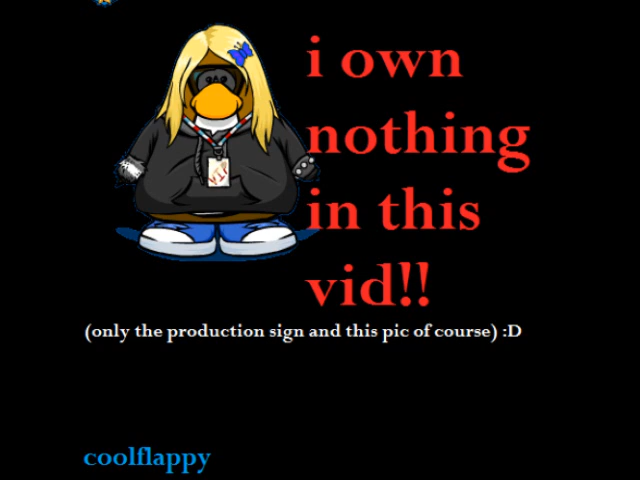 i own
nothing
in this
vid!!
(only the production sign and this pic of course) :D
coolflappy